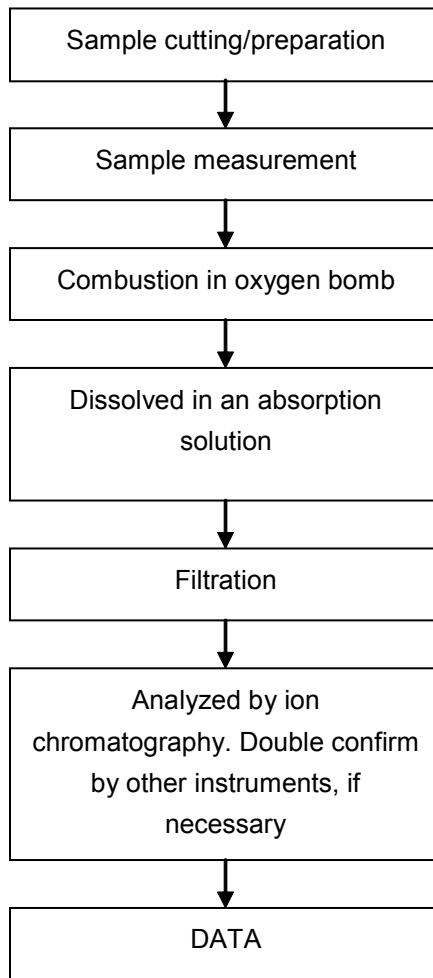 Sample cutting/preparation
Sample measurement
Combustion in oxygen bomb
Dissolved in an absorption
solution
Filtration
Analyzed by ion
chromatography. Double confirm
by other instruments, if
necessary
DATA